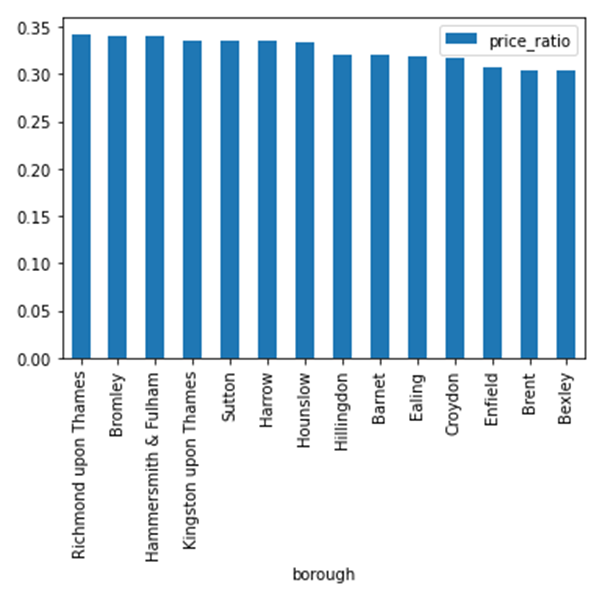 0.35
0.30
0.25
0.20
0.15
0.10
0.05
0.00
price_ratio
Richmond upon Thames
Bromley
Hammersmith & Fulham
Kingston upon Thames
Sutton
Harrow
Hounslow
Hillingdon
Barnet
Ealing
Croydon
Enfield
Brent
Bexley
borough